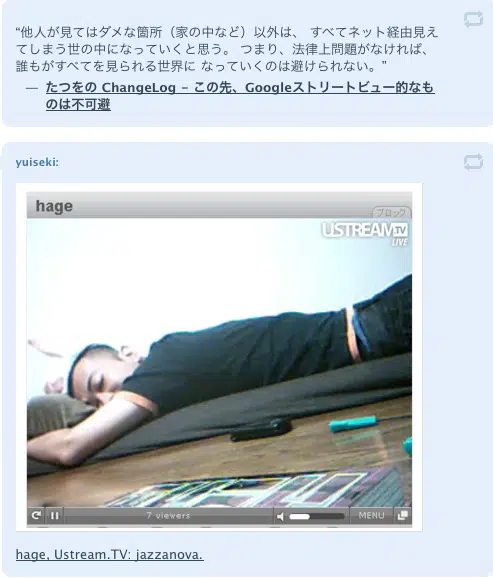 “他人が見てはダメな箇所（家の中など）以外は、 すべてネット経由見え
てしまう世の中になっていくと思う。 つまり、法律上問題がなければ、
誰もがすべてを見られる世界に なっていくのは避けられない。”
— たつをの ChangeLog - この先、Googleストリートビュー的なも
のは不可避
yuiseki:
hage
ブロック
USTREAM TV
LIVE
7 viewers
MENU
hage, Ustream.TV: jazzanova.